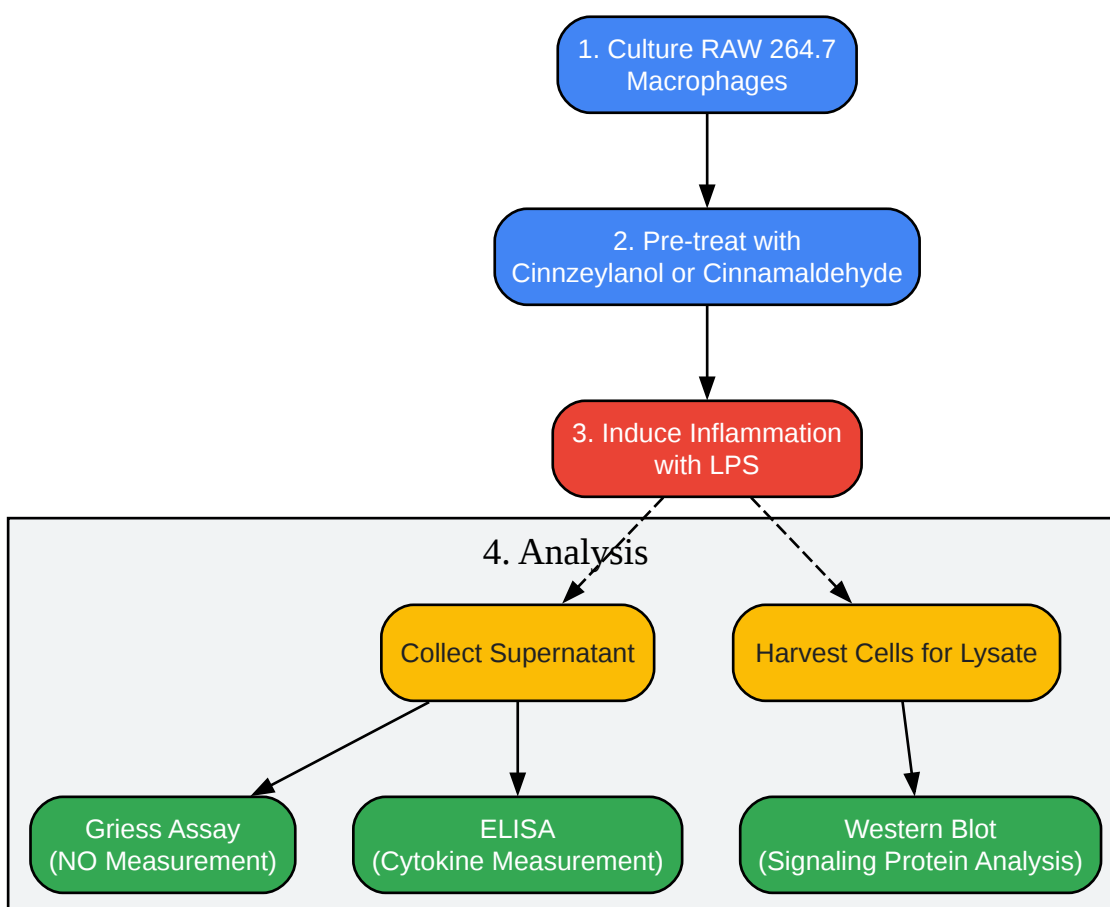 1. Culture RAW 264.7
Macrophages
2. Pre-treat with
Cinnzeylanol or Cinnamaldehyde
3. Induce Inflammation
with LPS
4. Analysis
Collect Supernatant
Harvest Cells for Lysate
Griess Assay
(NO Measurement)
ELISA
(Cytokine Measurement)
Western Blot
(Signaling Protein Analysis)